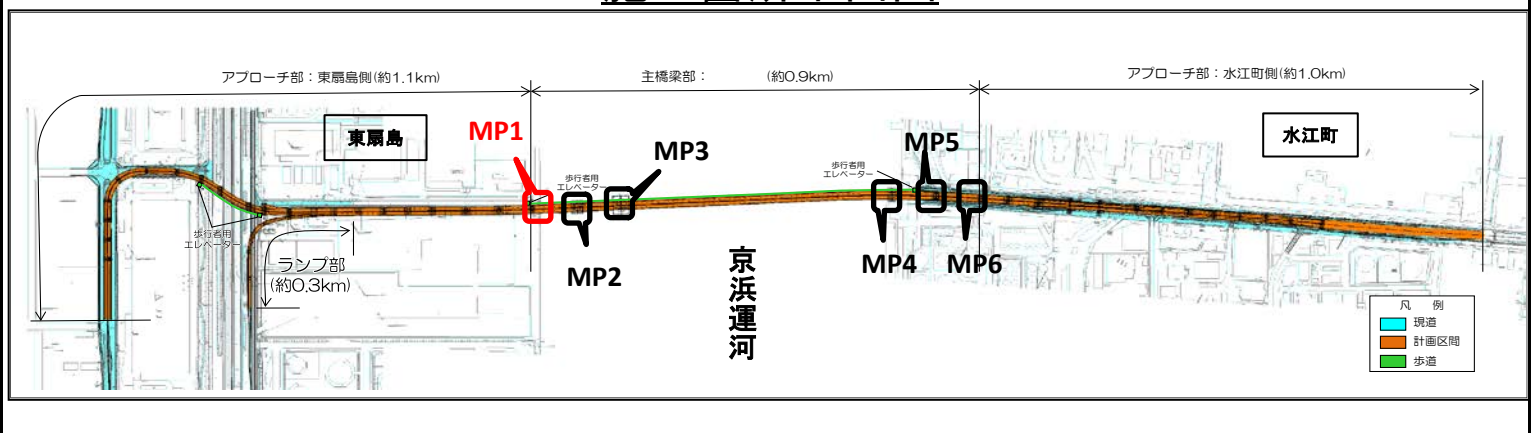 アプローチ部：東扇島側(約1.1km)
主橋梁部：　　　(約0.9km)
アプローチ部：水江町側(約1.0km)
東扇島
水江町
MP1
MP3
MP5
歩行者用
エレベーター
歩行者用
エレベーター
歩行者用
エレベーター
ランプ部
(約0.3km)
MP2
MP4
MP6
京浜運河
凡　例
現道
計画区間
歩道